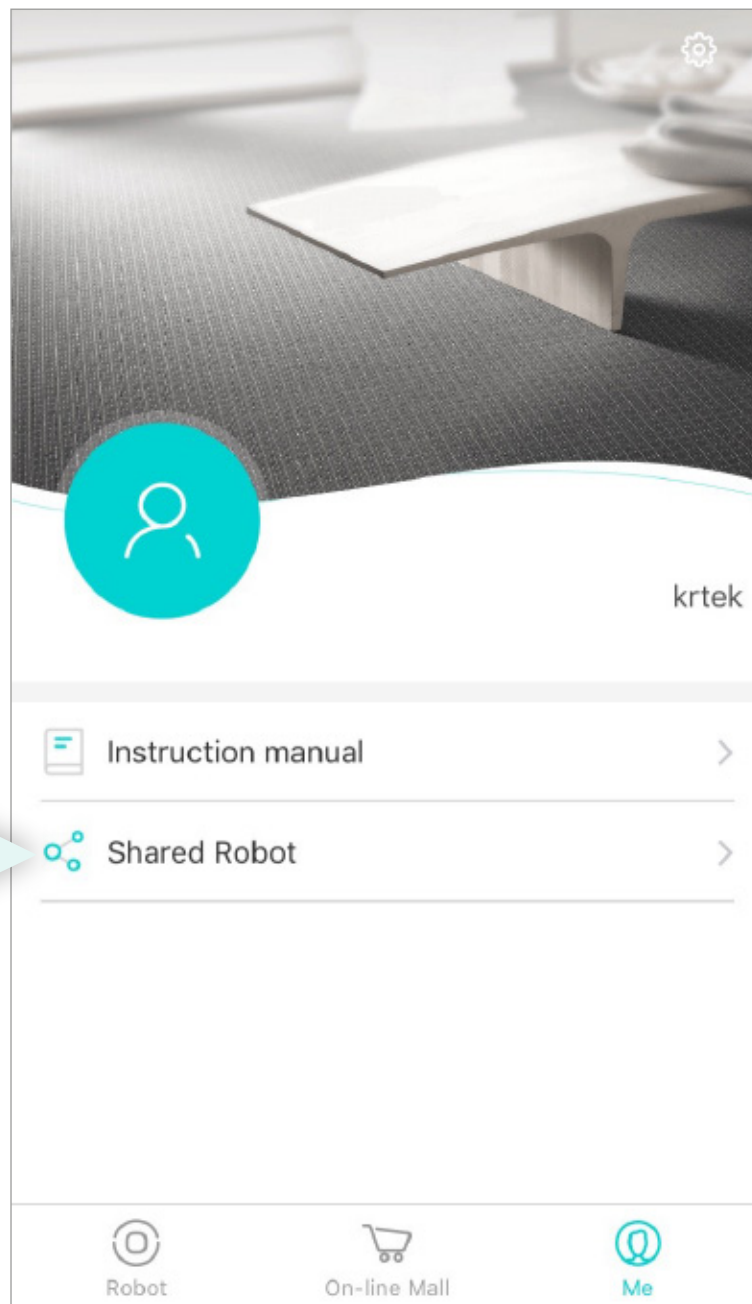 krtek
Instruction manual
Shared Robot
Robot
On-line Mall
Me